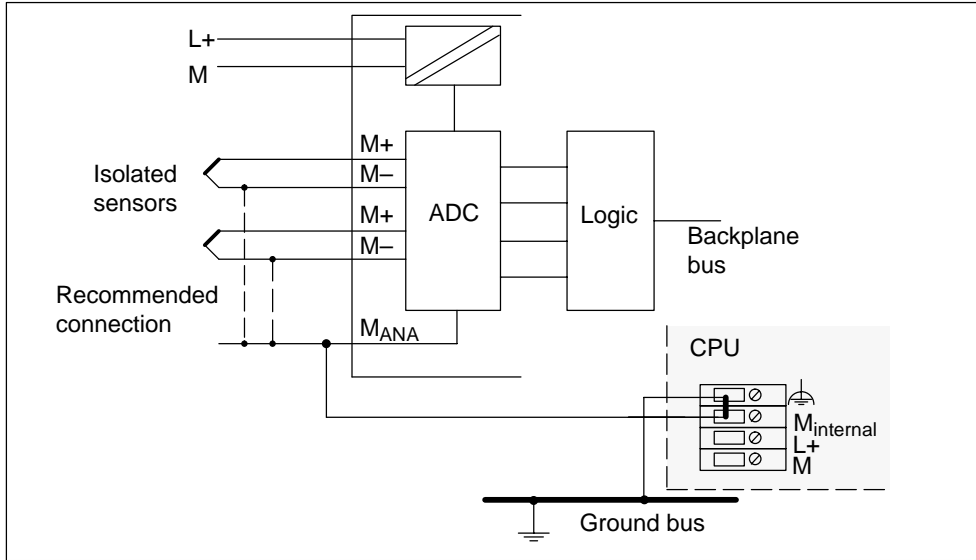 L+
M
M+
M–
Isolated
sensors
M+
M–
ADC
Logic
Backplane
bus
Recommended
connection
MANA
CPU
Minternal
L+
M
Ground bus